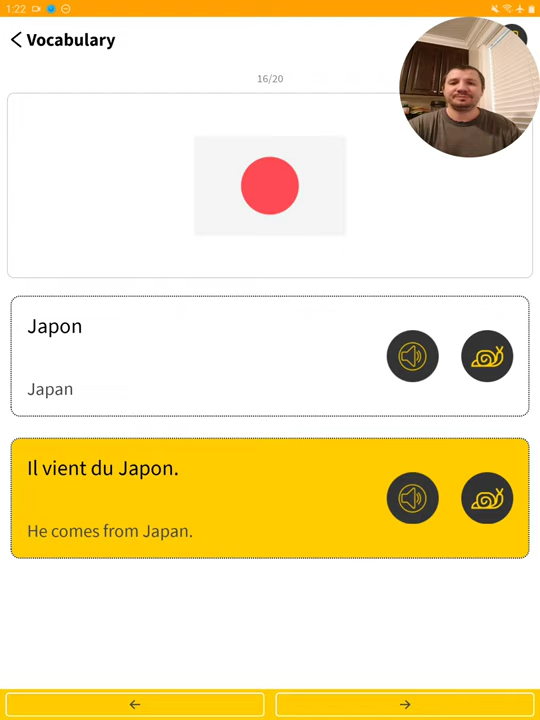 1:22
Vocabulary
16/20
Japon
Japan
Il vient du Japon.
He comes from Japan.